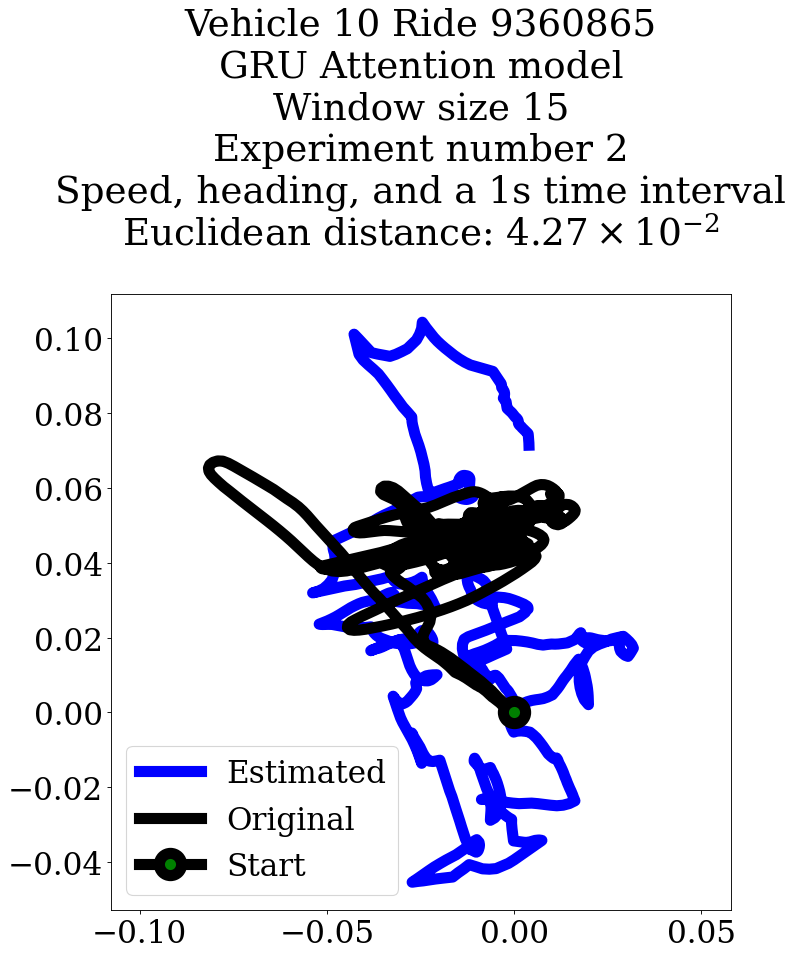 Vehicle 10 Ride 9360865
GRU Attention model
Window size 15
Experiment number 2
Speed, heading, and a 1s time interval
Euclidean distance: 4.27 × 10⁻²
0.10
0.08
0.06
0.04
0.02
0.00
−0.02
−0.04
Estimated
Original
Start
−0.10
−0.05
0.00
0.05